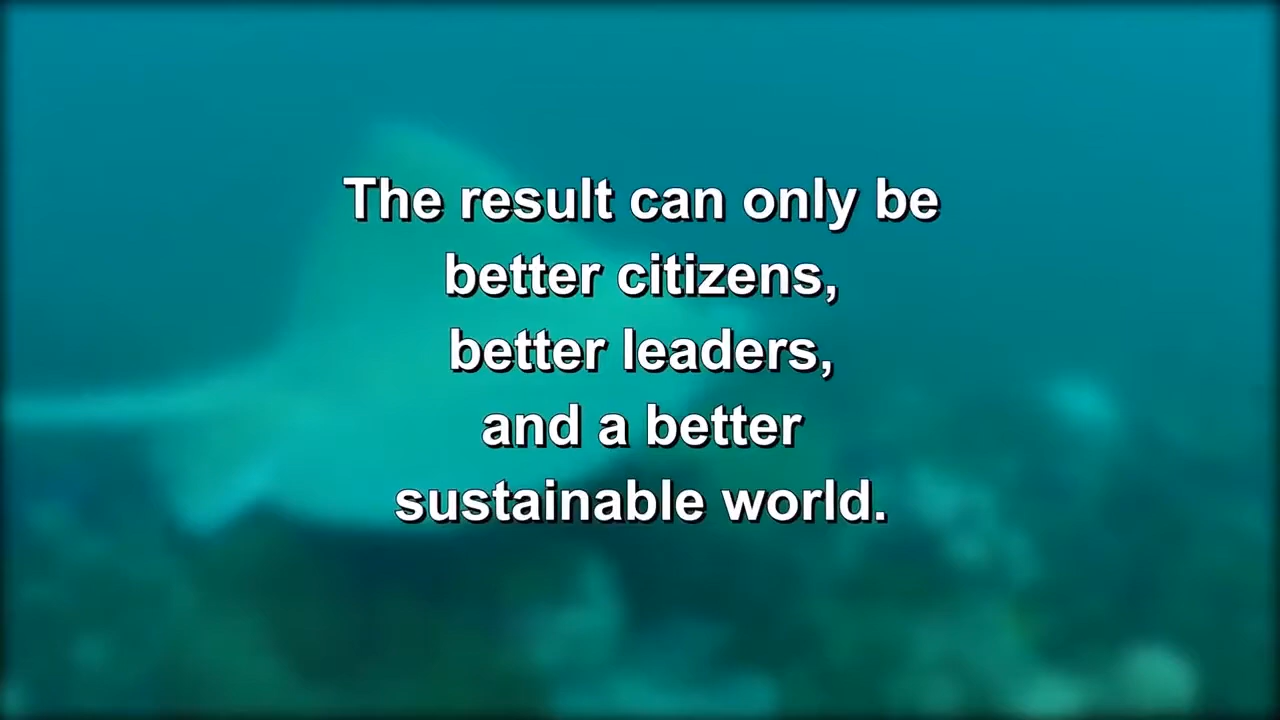 The result can only be
better citizens,
better leaders,
and a better
sustainable world.